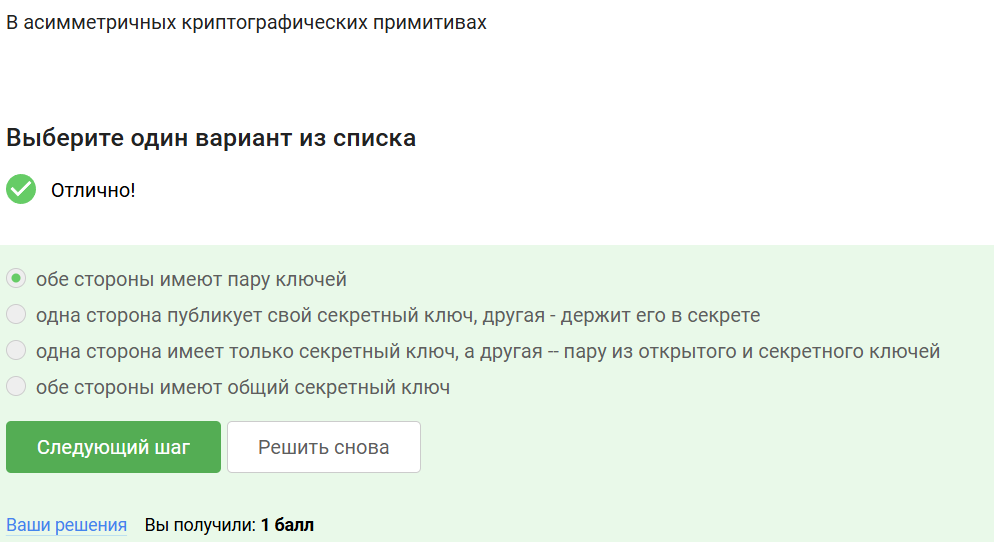 В асимметричных криптографических примитивах
Выберите один вариант из списка
Отлично!
обе стороны имеют пару ключей
одна сторона публикует свой секретный ключ, другая - держит его в секрете
одна сторона имеет только секретный ключ, а другая -- пару из открытого и секретного ключей
обе стороны имеют общий секретный ключ
Следующий шаг Решить снова
Ваши решения Вы получили: 1 балл